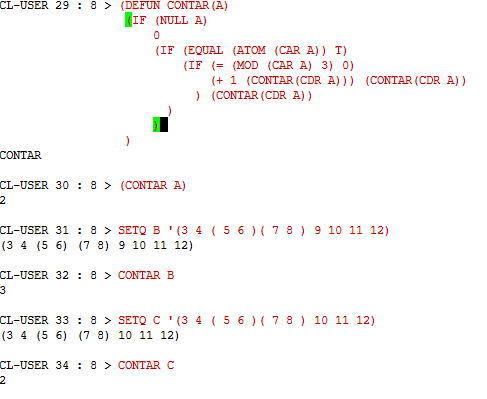 CL-USER 29 : 8 > (DEFUN CONTAR(A)
(IF (NULL A)
0
(IF (EQUAL (ATOM (CAR A)) T)
(IF (= (MOD (CAR A) 3) 0)
(+ 1 (CONTAR(CDR A))) (CONTAR(CDR A))
) (CONTAR(CDR A))
)
)
)
CONTAR
CL-USER 30 : 8 > (CONTAR A)
2
CL-USER 31 : 8 > SETQ B '(3 4 ( 5 6 )( 7 8 ) 9 10 11 12)
(3 4 (5 6) (7 8) 9 10 11 12)
CL-USER 32 : 8 > CONTAR B
3
CL-USER 33 : 8 > SETQ C '(3 4 ( 5 6 )( 7 8 ) 10 11 12)
(3 4 (5 6) (7 8) 10 11 12)
CL-USER 34 : 8 > CONTAR C
2